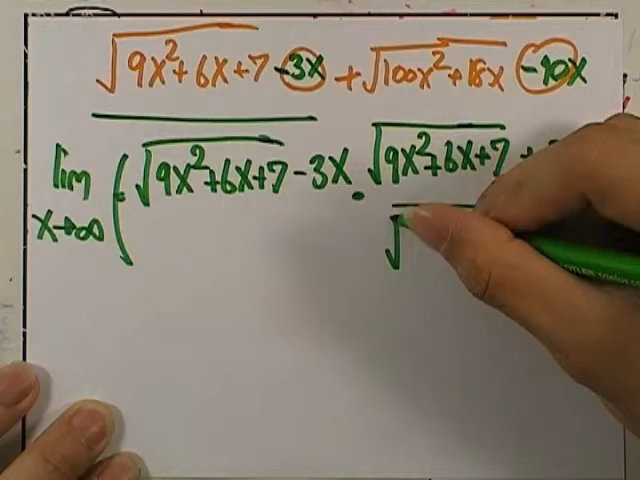 √9x²+6x+7 -3x + √100x²+18x -10x
lim x→∞ ( √9x²+6x+7 - 3x · √9x²+6x+7 +
√